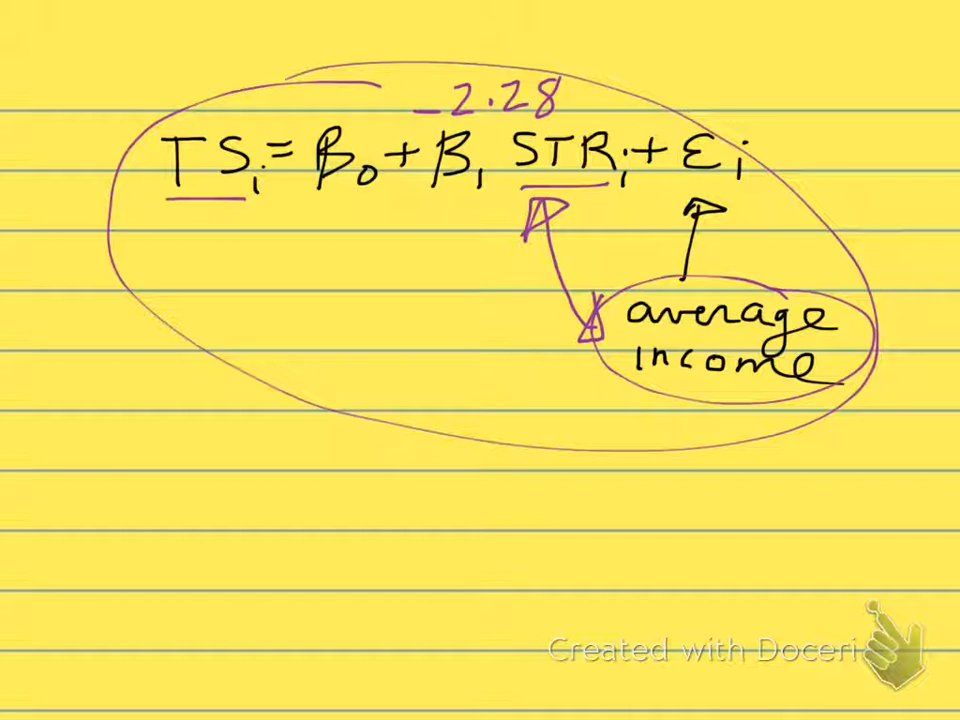 -2.28
TSi = β0 + β1 STRi + εi
average
income
Created with Doceri